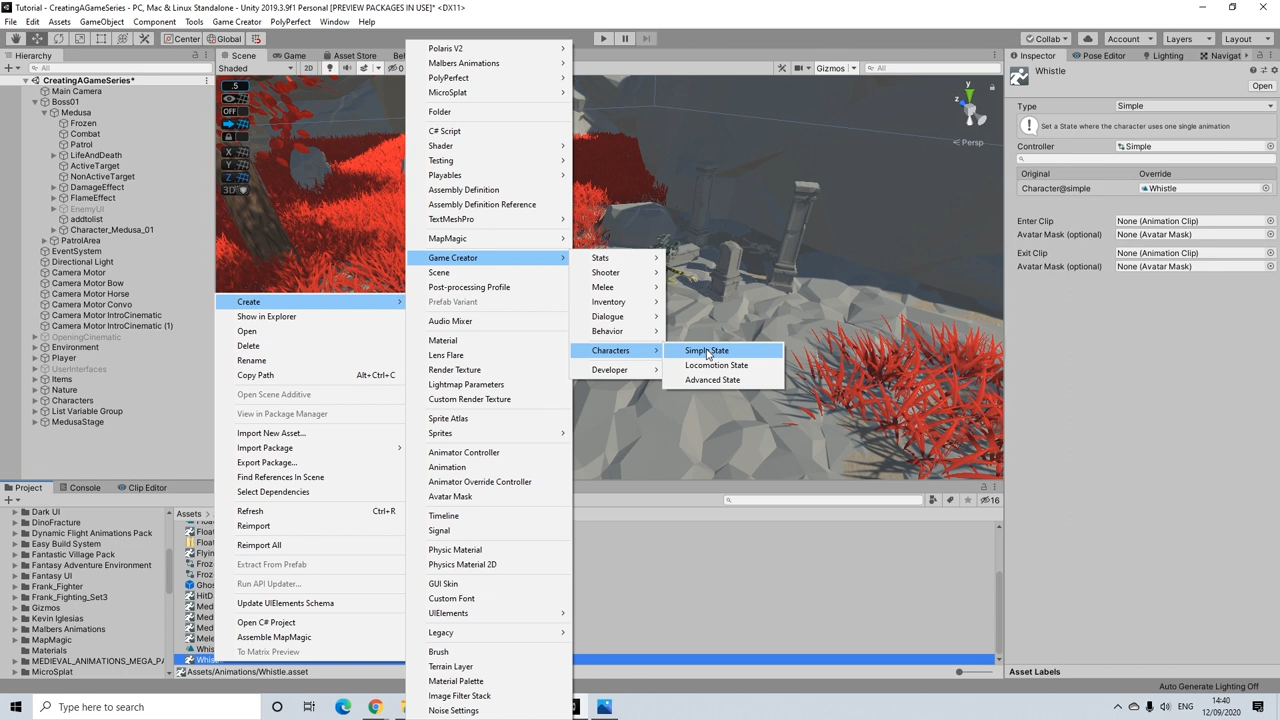 Tutorial - CreatingAGameSeries - PC, Mac & Linux Standalone - Unity 2019.3.9f1 Personal [PREVIEW PACKAGES IN USE]* <DX11>
File Edit Assets GameObject Component Tools Game Creator PolyPerfect Window Help
Center Global Collab Account Layers Layout
Hierarchy
All
CreatingAGameSeries*
Main Camera
Boss01
Medusa
Frozen
Combat
Patrol
LifeAndDeath
ActiveTarget
NonActiveTarget
DamageEffect
FlameEffect
EnemyUI
addtolist
Character_Medusa_01
PatrolArea
EventSystem
Directional Light
Camera Motor
Camera Motor Bow
Camera Motor Horse
Camera Motor Convo
Camera Motor IntroCinematic
Camera Motor IntroCinematic (1)
OpeningCinematic
Environment
Player
UserInterfaces
Items
Nature
Characters
List Variable Group
MedusaStage
Scene Game Asset Store
Shaded 2D 0
Gizmos All
.5
OFF
X
Y
Z
3D
y
z
Persp
Create
Show in Explorer
Open
Delete
Rename
Copy Path Alt+Ctrl+C
Open Scene Additive
View in Package Manager
Import New Asset...
Import Package
Export Package...
Find References In Scene
Select Dependencies
Refresh Ctrl+R
Reimport
Reimport All
Extract From Prefab
Run API Updater...
Update UIElements Schema
Open C# Project
Assemble MapMagic
To Matrix Preview
Polaris V2
Malbers Animations
PolyPerfect
MicroSplat
Folder
C# Script
Shader
Testing
Playables
Assembly Definition
Assembly Definition Reference
TextMeshPro
MapMagic
Game Creator
Scene
Post-processing Profile
Prefab Variant
Audio Mixer
Material
Lens Flare
Render Texture
Lightmap Parameters
Custom Render Texture
Sprite Atlas
Sprites
Animator Controller
Animation
Animator Override Controller
Avatar Mask
Timeline
Signal
Physic Material
Physics Material 2D
GUI Skin
Custom Font
UIElements
Legacy
Brush
Terrain Layer
Material Palette
Image Filter Stack
Noise Settings
Stats
Shooter
Melee
Inventory
Dialogue
Behavior
Characters
Developer
Simple State
Locomotion State
Advanced State
Inspector Pose Editor Lighting Navigat
Whistle
Open
Type Simple
Set a State where the character uses one single animation
Controller Simple
Original Override
Character@simple Whistle
Enter Clip None (Animation Clip)
Avatar Mask (optional) None (Avatar Mask)
Exit Clip None (Animation Clip)
Avatar Mask (optional) None (Avatar Mask)
Asset Labels
Project Console Clip Editor
16
Dark UI
DinoFracture
Dynamic Flight Animations Pack
Easy Build System
Fantastic Village Pack
Fantasy Adventure Environment
Fantasy UI
Frank_Fighter
Frank_Fighting_Set3
Gizmos
Kevin Iglesias
Malbers Animations
MapMagic
Materials
MEDIEVAL_ANIMATIONS_MEGA_PA
MicroSplat
Assets
Assets/Animations/Whistle.asset
Auto Generate Lighting Off
Type here to search
ENG
14:40
12/09/2020